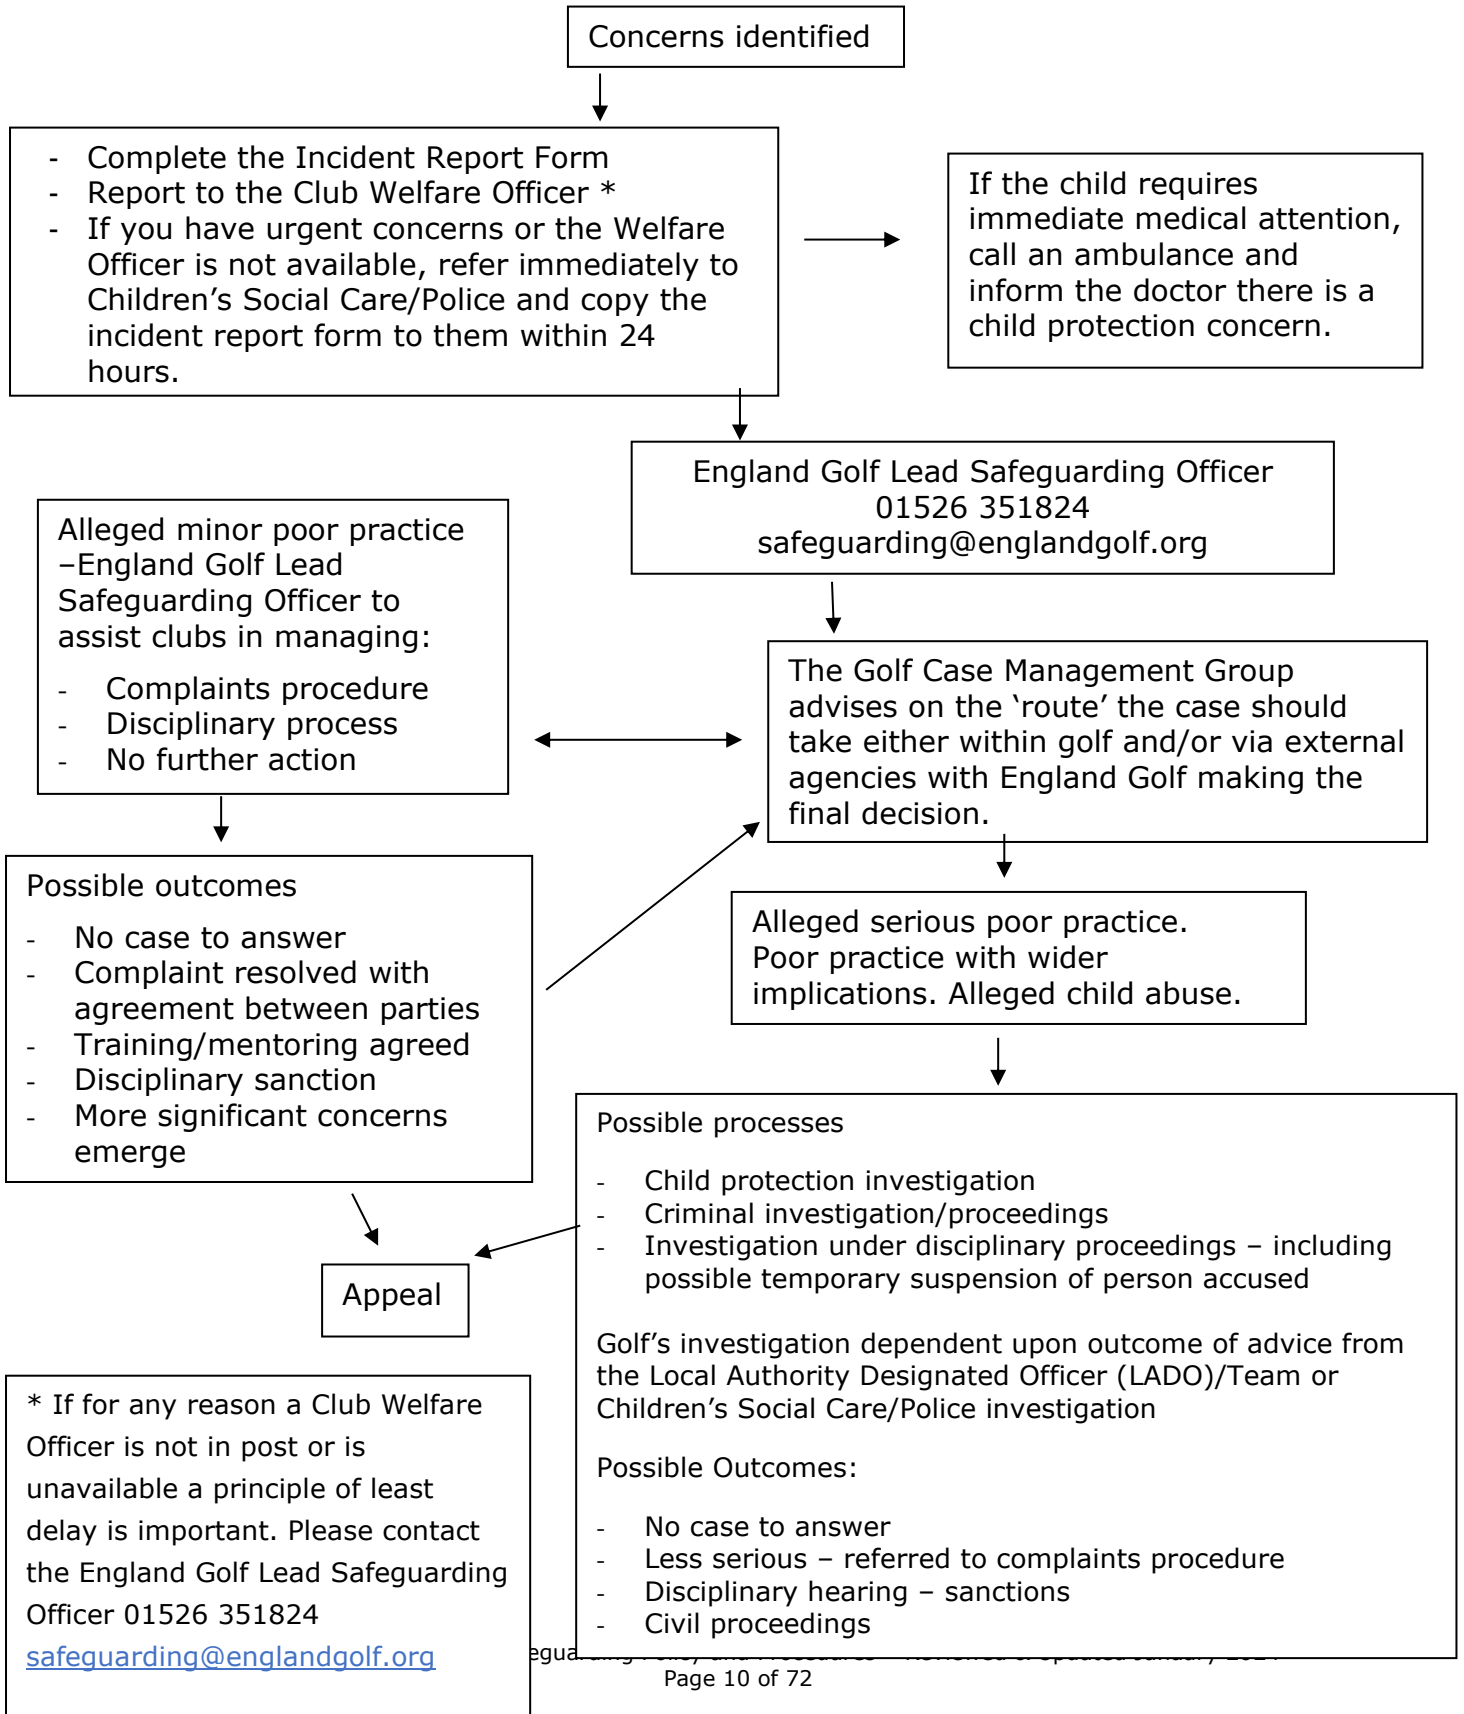 Concerns identified
- Complete the Incident Report Form
- Report to the Club Welfare Officer *
- If you have urgent concerns or the Welfare
Officer is not available, refer immediately to
Children’s Social Care/Police and copy the
incident report form to them within 24
hours.
If the child requires
immediate medical attention,
call an ambulance and
inform the doctor there is a
child protection concern.
England Golf Lead Safeguarding Officer
01526 351824
safeguarding@englandgolf.org
Alleged minor poor practice
–England Golf Lead
Safeguarding Officer to
assist clubs in managing:
- Complaints procedure
- Disciplinary process
- No further action
The Golf Case Management Group
advises on the ‘route’ the case should
take either within golf and/or via external
agencies with England Golf making the
final decision.
Possible outcomes
- No case to answer
- Complaint resolved with
agreement between parties
- Training/mentoring agreed
- Disciplinary sanction
- More significant concerns
emerge
Alleged serious poor practice.
Poor practice with wider
implications. Alleged child abuse.
Possible processes
- Child protection investigation
- Criminal investigation/proceedings
- Investigation under disciplinary proceedings – including
possible temporary suspension of person accused
Golf’s investigation dependent upon outcome of advice from
the Local Authority Designated Officer (LADO)/Team or
Children’s Social Care/Police investigation
Possible Outcomes:
- No case to answer
- Less serious – referred to complaints procedure
- Disciplinary hearing – sanctions
- Civil proceedings
Appeal
* If for any reason a Club Welfare
Officer is not in post or is
unavailable a principle of least
delay is important. Please contact
the England Golf Lead Safeguarding
Officer 01526 351824
safeguarding@englandgolf.org
Page 10 of 72